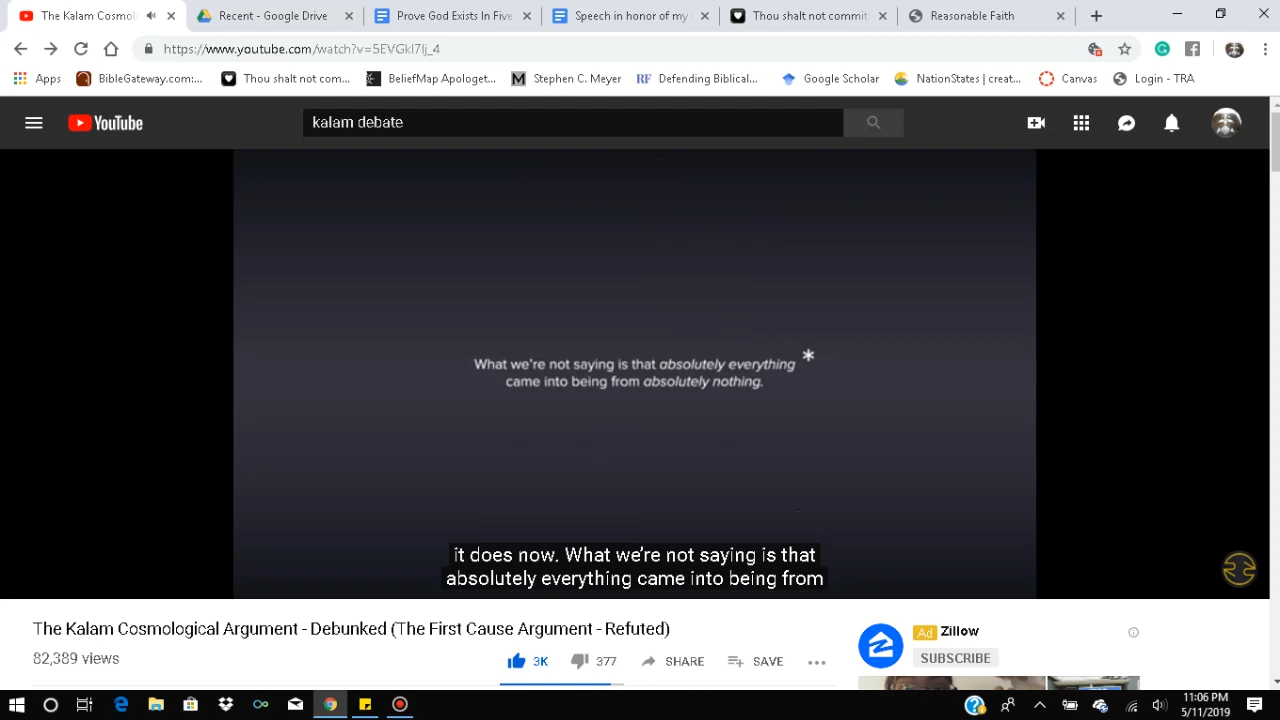 The Kalam Cosmol
Recent - Google Drive
Prove God Exists In Five
Speech in honor of my
Thou shalt not commit
Reasonable Faith
https://www.youtube.com/watch?v=5EVGkI7Ij_4
Apps
BibleGateway.com:...
Thou shalt not com...
BeliefMap Apologet...
Stephen C. Meyer
Defending Biblical...
Google Scholar
NationStates | creat...
Canvas
Login - TRA
YouTube
kalam debate
What we're not saying is that absolutely everything *
came into being from absolutely nothing.
it does now. What we're not saying is that
absolutely everything came into being from
The Kalam Cosmological Argument - Debunked (The First Cause Argument - Refuted)
82,389 views
3K
377
SHARE
SAVE
Ad Zillow
SUBSCRIBE
11:06 PM
5/11/2019